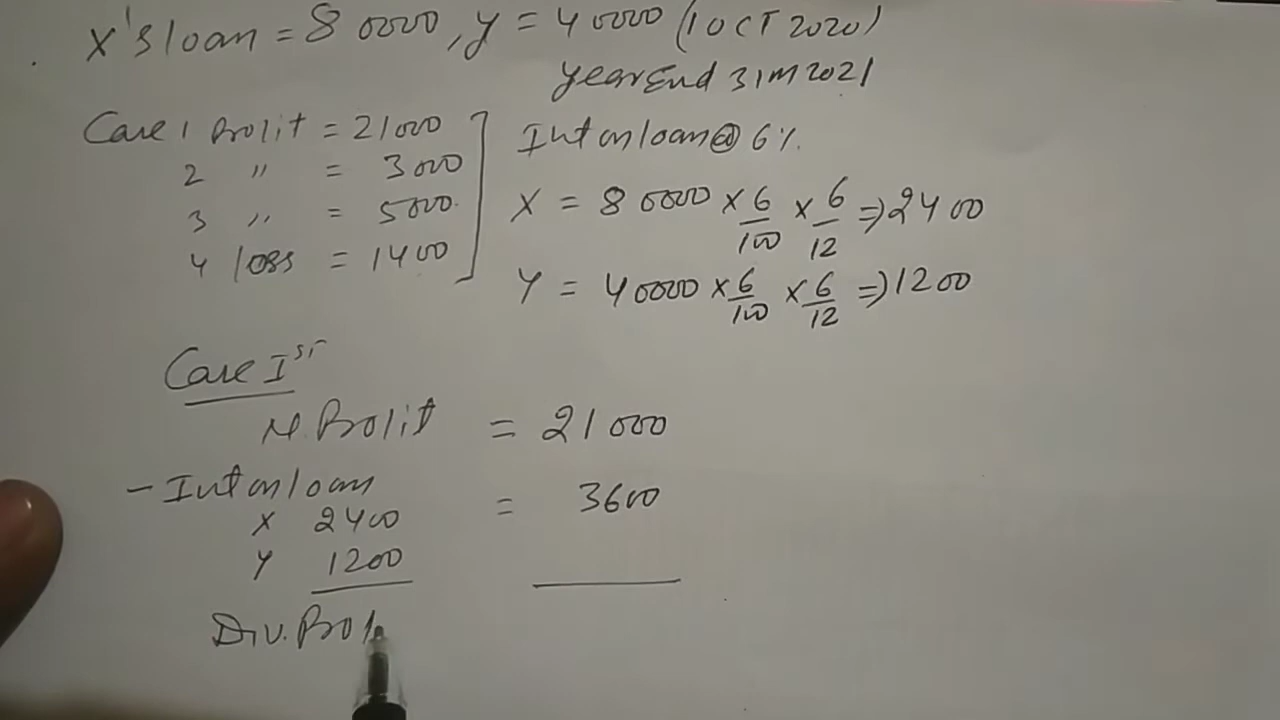 X's loan = 80000, y = 40000 (1 OCT 2020)
year End 31 M 2021
Case 1 Profit = 21000
2 " = 3000
3 " = 5000.
4 loss = 1400
Int on loan @ 6%.
X = 80000 x 6/100 x 6/12 => 2400
Y = 40000 x 6/100 x 6/12 => 1200
Case Ist
N. Profit = 21000
- Int on loan = 3600
X 2400
Y 1200
Div. Prof